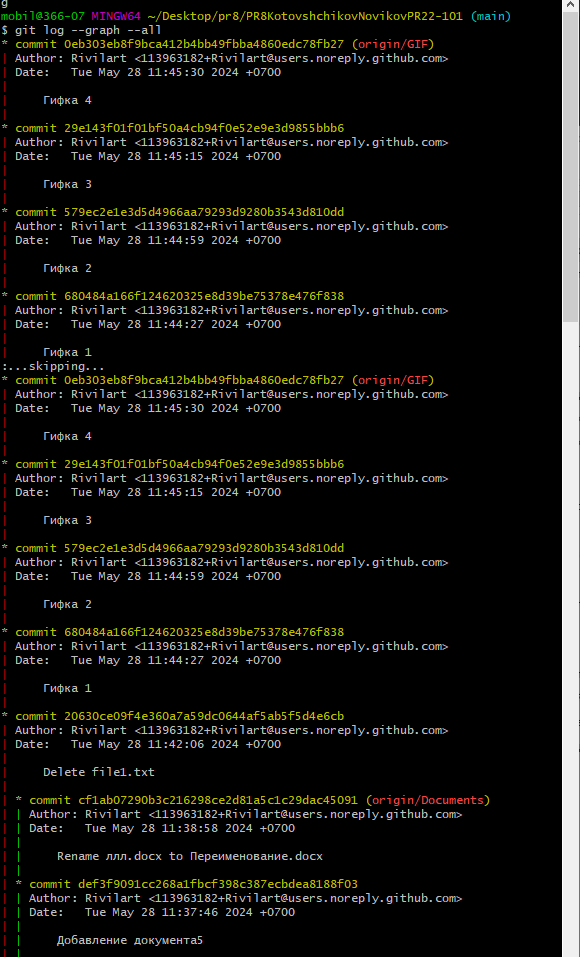 g
mobil@366-07 MINGW64 ~/Desktop/pr8/PR8KotovshchikovNovikovPR22-101 (main)
$ git log --graph --all
* commit 0eb303eb8f9bca412b4bb49fbba4860edc78fb27 (origin/GIF)
| Author: Rivilart <113963182+Rivilart@users.noreply.github.com>
| Date:   Tue May 28 11:45:30 2024 +0700
|
|     Гифка 4
|
* commit 29e143f01f01bf50a4cb94f0e52e9e3d9855bbb6
| Author: Rivilart <113963182+Rivilart@users.noreply.github.com>
| Date:   Tue May 28 11:45:15 2024 +0700
|
|     Гифка 3
|
* commit 579ec2e1e3d5d4966aa79293d9280b3543d810dd
| Author: Rivilart <113963182+Rivilart@users.noreply.github.com>
| Date:   Tue May 28 11:44:59 2024 +0700
|
|     Гифка 2
|
* commit 680484a166f124620325e8d39be75378e476f838
| Author: Rivilart <113963182+Rivilart@users.noreply.github.com>
| Date:   Tue May 28 11:44:27 2024 +0700
|
|     Гифка 1
:...skipping...
* commit 0eb303eb8f9bca412b4bb49fbba4860edc78fb27 (origin/GIF)
| Author: Rivilart <113963182+Rivilart@users.noreply.github.com>
| Date:   Tue May 28 11:45:30 2024 +0700
|
|     Гифка 4
|
* commit 29e143f01f01bf50a4cb94f0e52e9e3d9855bbb6
| Author: Rivilart <113963182+Rivilart@users.noreply.github.com>
| Date:   Tue May 28 11:45:15 2024 +0700
|
|     Гифка 3
|
* commit 579ec2e1e3d5d4966aa79293d9280b3543d810dd
| Author: Rivilart <113963182+Rivilart@users.noreply.github.com>
| Date:   Tue May 28 11:44:59 2024 +0700
|
|     Гифка 2
|
* commit 680484a166f124620325e8d39be75378e476f838
| Author: Rivilart <113963182+Rivilart@users.noreply.github.com>
| Date:   Tue May 28 11:44:27 2024 +0700
|
|     Гифка 1
|
* commit 20630ce09f4e360a7a59dc0644af5ab5f5d4e6cb
| Author: Rivilart <113963182+Rivilart@users.noreply.github.com>
| Date:   Tue May 28 11:42:06 2024 +0700
|
|     Delete file1.txt
|
| * commit cf1ab07290b3c216298ce2d81a5c1c29dac45091 (origin/Documents)
| | Author: Rivilart <113963182+Rivilart@users.noreply.github.com>
| | Date:   Tue May 28 11:38:58 2024 +0700
| |
| |     Rename ллл.docx to Переименование.docx
| |
| * commit def3f9091cc268a1fbcf398c387ecbdea8188f03
| | Author: Rivilart <113963182+Rivilart@users.noreply.github.com>
| | Date:   Tue May 28 11:37:46 2024 +0700
| |
| |     Добавление документа5
| |